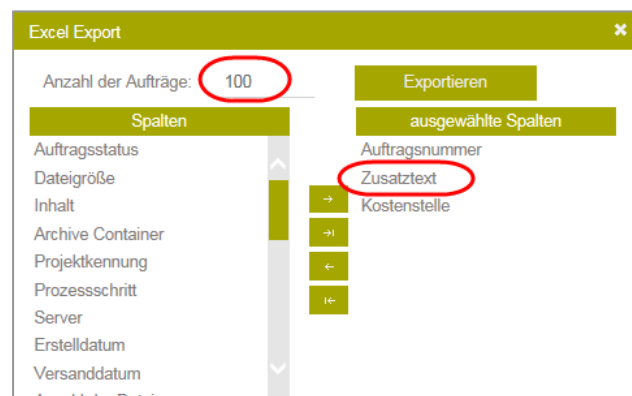 Excel Export
Anzahl der Aufträge: 100
Exportieren
Spalten
ausgewählte Spalten
Auftragsstatus
Auftragsnummer
Dateigröße
Zusatztext
Inhalt
Kostenstelle
Archive Container
Projektkennung
Prozessschritt
Server
Erstelldatum
Versanddatum